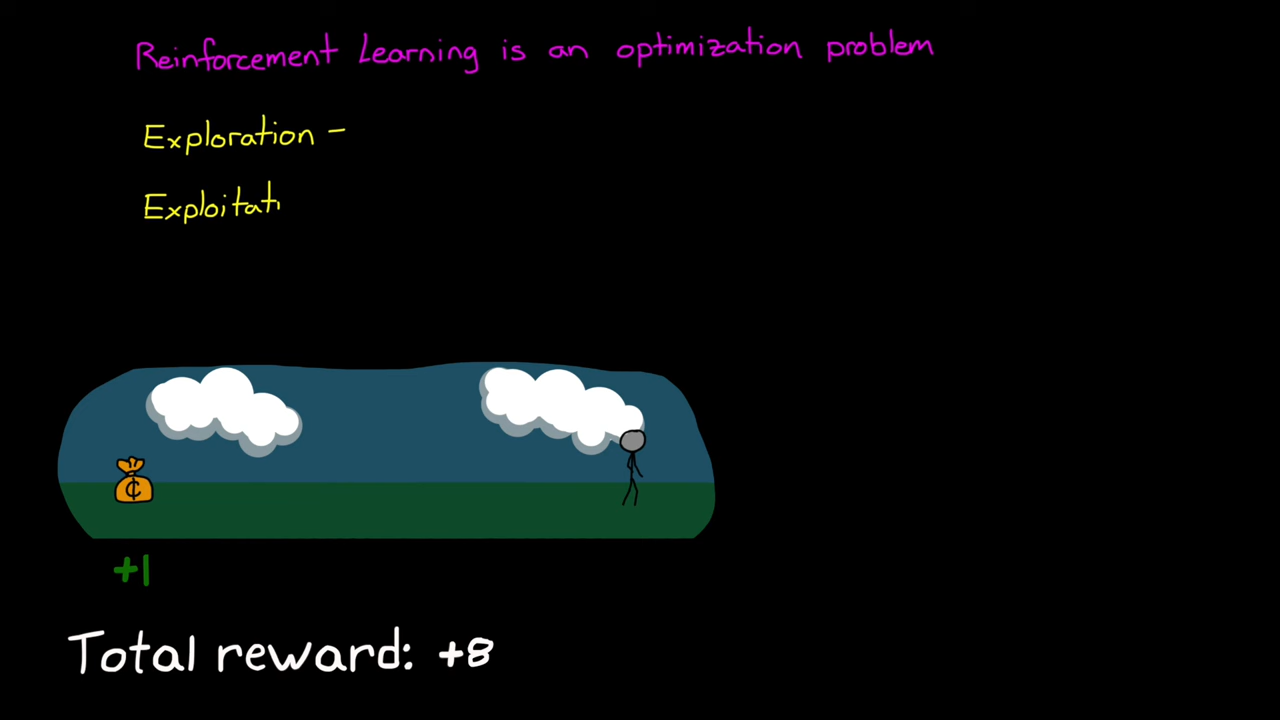 Reinforcement Learning is an optimization problem
Exploration -
Exploitati
¢
+1
Total reward: +8